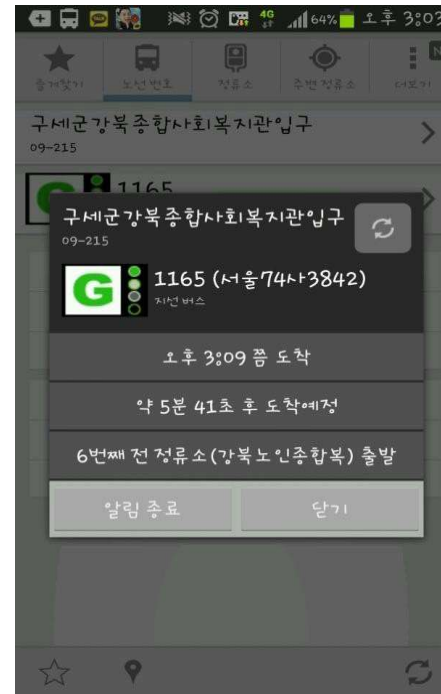 4G 64% 오후 3:03
즐겨찾기 노선번호 정류소 주변정류소 더보기 N
구세군강북종합사회복지관입구
09-215
1165
구세군강북종합사회복지관입구
09-215
G 1165 (서울74사3842)
지선버스
오후 3:09 쯤 도착
약 5분 41초 후 도착예정
6번째 전 정류소(강북노인종합복) 출발
알림 종료 닫기